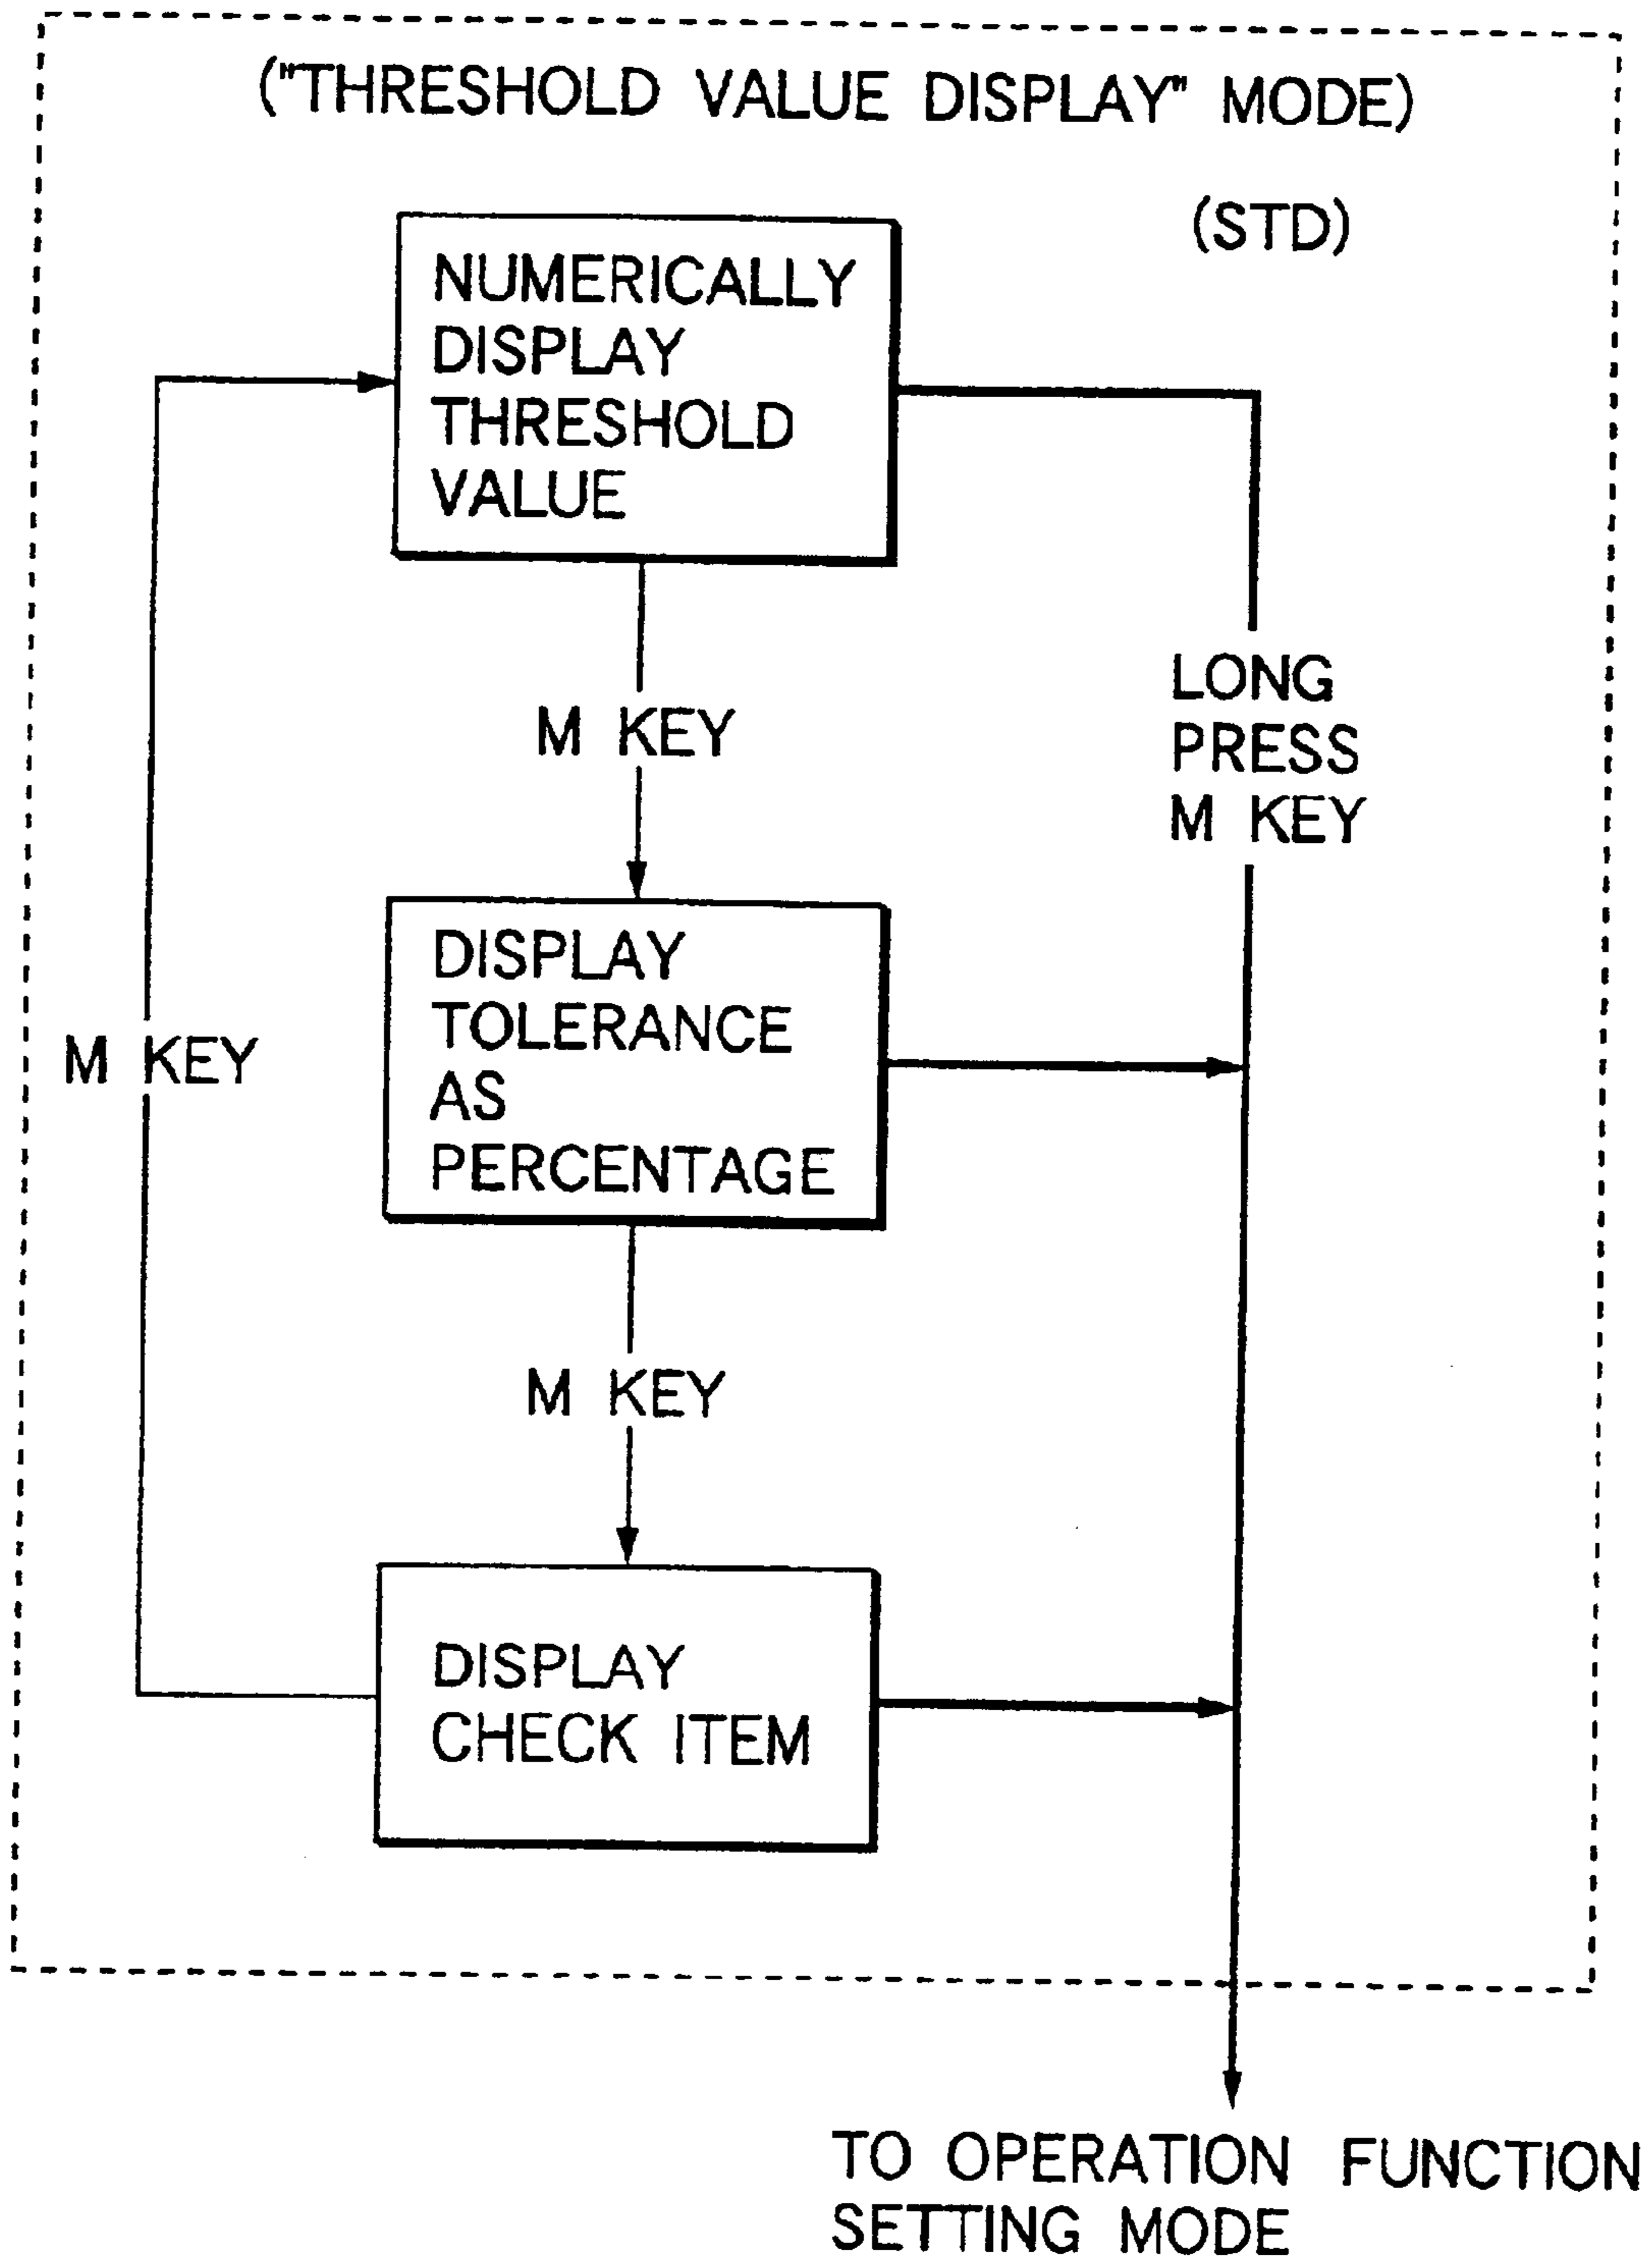 ("THRESHOLD VALUE DISPLAY" MODE)
(STD)
NUMERICALLY
DISPLAY
THRESHOLD
VALUE
M KEY
LONG
PRESS
M KEY
DISPLAY
TOLERANCE
AS
PERCENTAGE
M KEY
M KEY
DISPLAY
CHECK ITEM
TO OPERATION FUNCTION
SETTING MODE